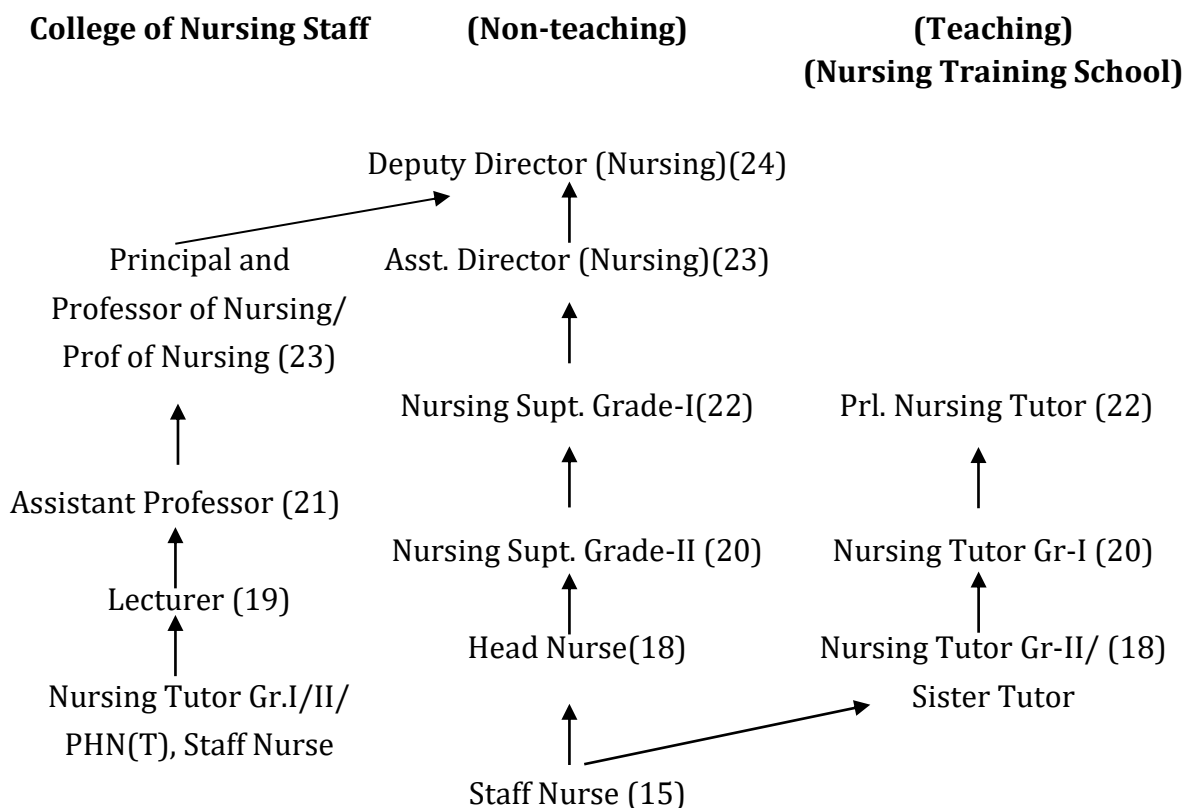 College of Nursing Staff (Non-teaching) (Teaching)
(Nursing Training School)
Deputy Director (Nursing)(24)
Principal and Asst. Director (Nursing)(23)
Professor of Nursing/
Prof of Nursing (23)
Nursing Supt. Grade-I(22) Prl. Nursing Tutor (22)
Assistant Professor (21)
Nursing Supt. Grade-II (20) Nursing Tutor Gr-I (20)
Lecturer (19)
Head Nurse(18) Nursing Tutor Gr-II/ (18)
Nursing Tutor Gr.I/II/ Sister Tutor
PHN(T), Staff Nurse
Staff Nurse (15)